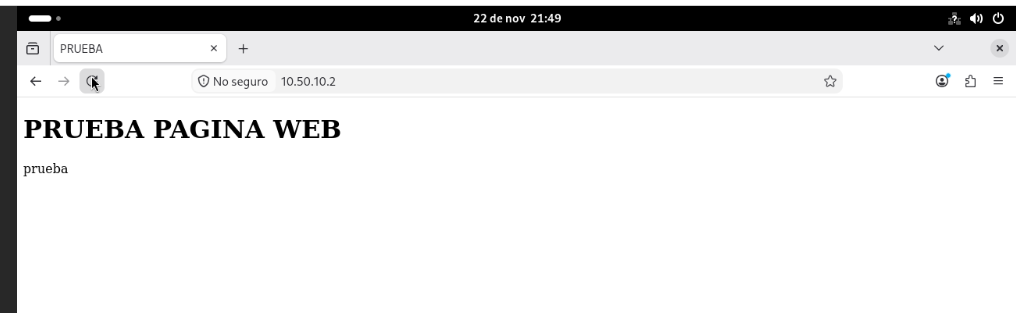 22 de nov 21:49
PRUEBA
No seguro 10.50.10.2
PRUEBA PAGINA WEB
prueba